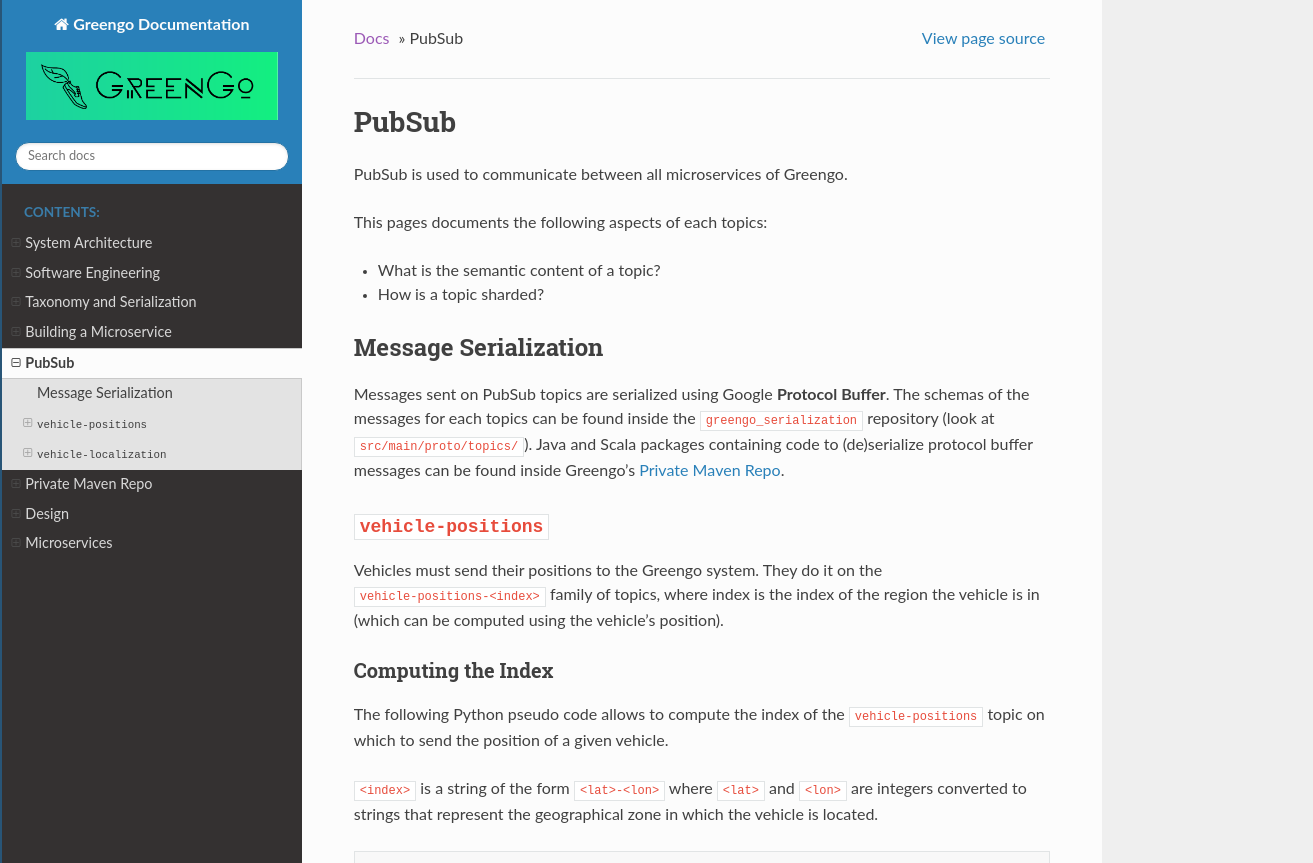 Greengo Documentation
GREENGO
Search docs
CONTENTS:
System Architecture
Software Engineering
Taxonomy and Serialization
Building a Microservice
PubSub
Message Serialization
vehicle-positions
vehicle-localization
Private Maven Repo
Design
Microservices
Docs » PubSub
View page source
PubSub
PubSub is used to communicate between all microservices of Greengo.
This pages documents the following aspects of each topics:
• What is the semantic content of a topic?
• How is a topic sharded?
Message Serialization
Messages sent on PubSub topics are serialized using Google Protocol Buffer. The schemas of the
messages for each topics can be found inside the greengo_serialization repository (look at
src/main/proto/topics/). Java and Scala packages containing code to (de)serialize protocol buffer
messages can be found inside Greengo’s Private Maven Repo.
vehicle-positions
Vehicles must send their positions to the Greengo system. They do it on the
vehicle-positions-<index> family of topics, where index is the index of the region the vehicle is in
(which can be computed using the vehicle’s position).
Computing the Index
The following Python pseudo code allows to compute the index of the vehicle-positions topic on
which to send the position of a given vehicle.
<index> is a string of the form <lat>-<lon> where <lat> and <lon> are integers converted to
strings that represent the geographical zone in which the vehicle is located.